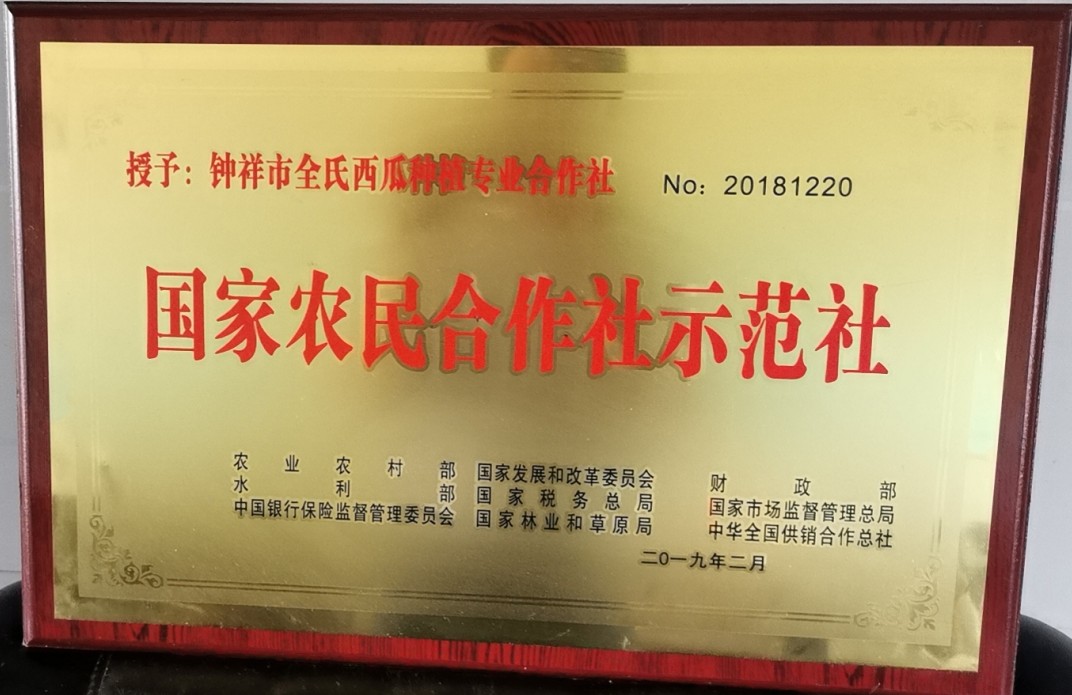 授予：钟祥市全氏西瓜种植专业合作社 No：20181220
国家农民合作社示范社
农业农村部 国家发展和改革委员会 财政部
水利部 国家税务总局 国家市场监督管理总局
中国银行保险监督管理委员会 国家林业和草原局 中华全国供销合作总社
二0一九年二月